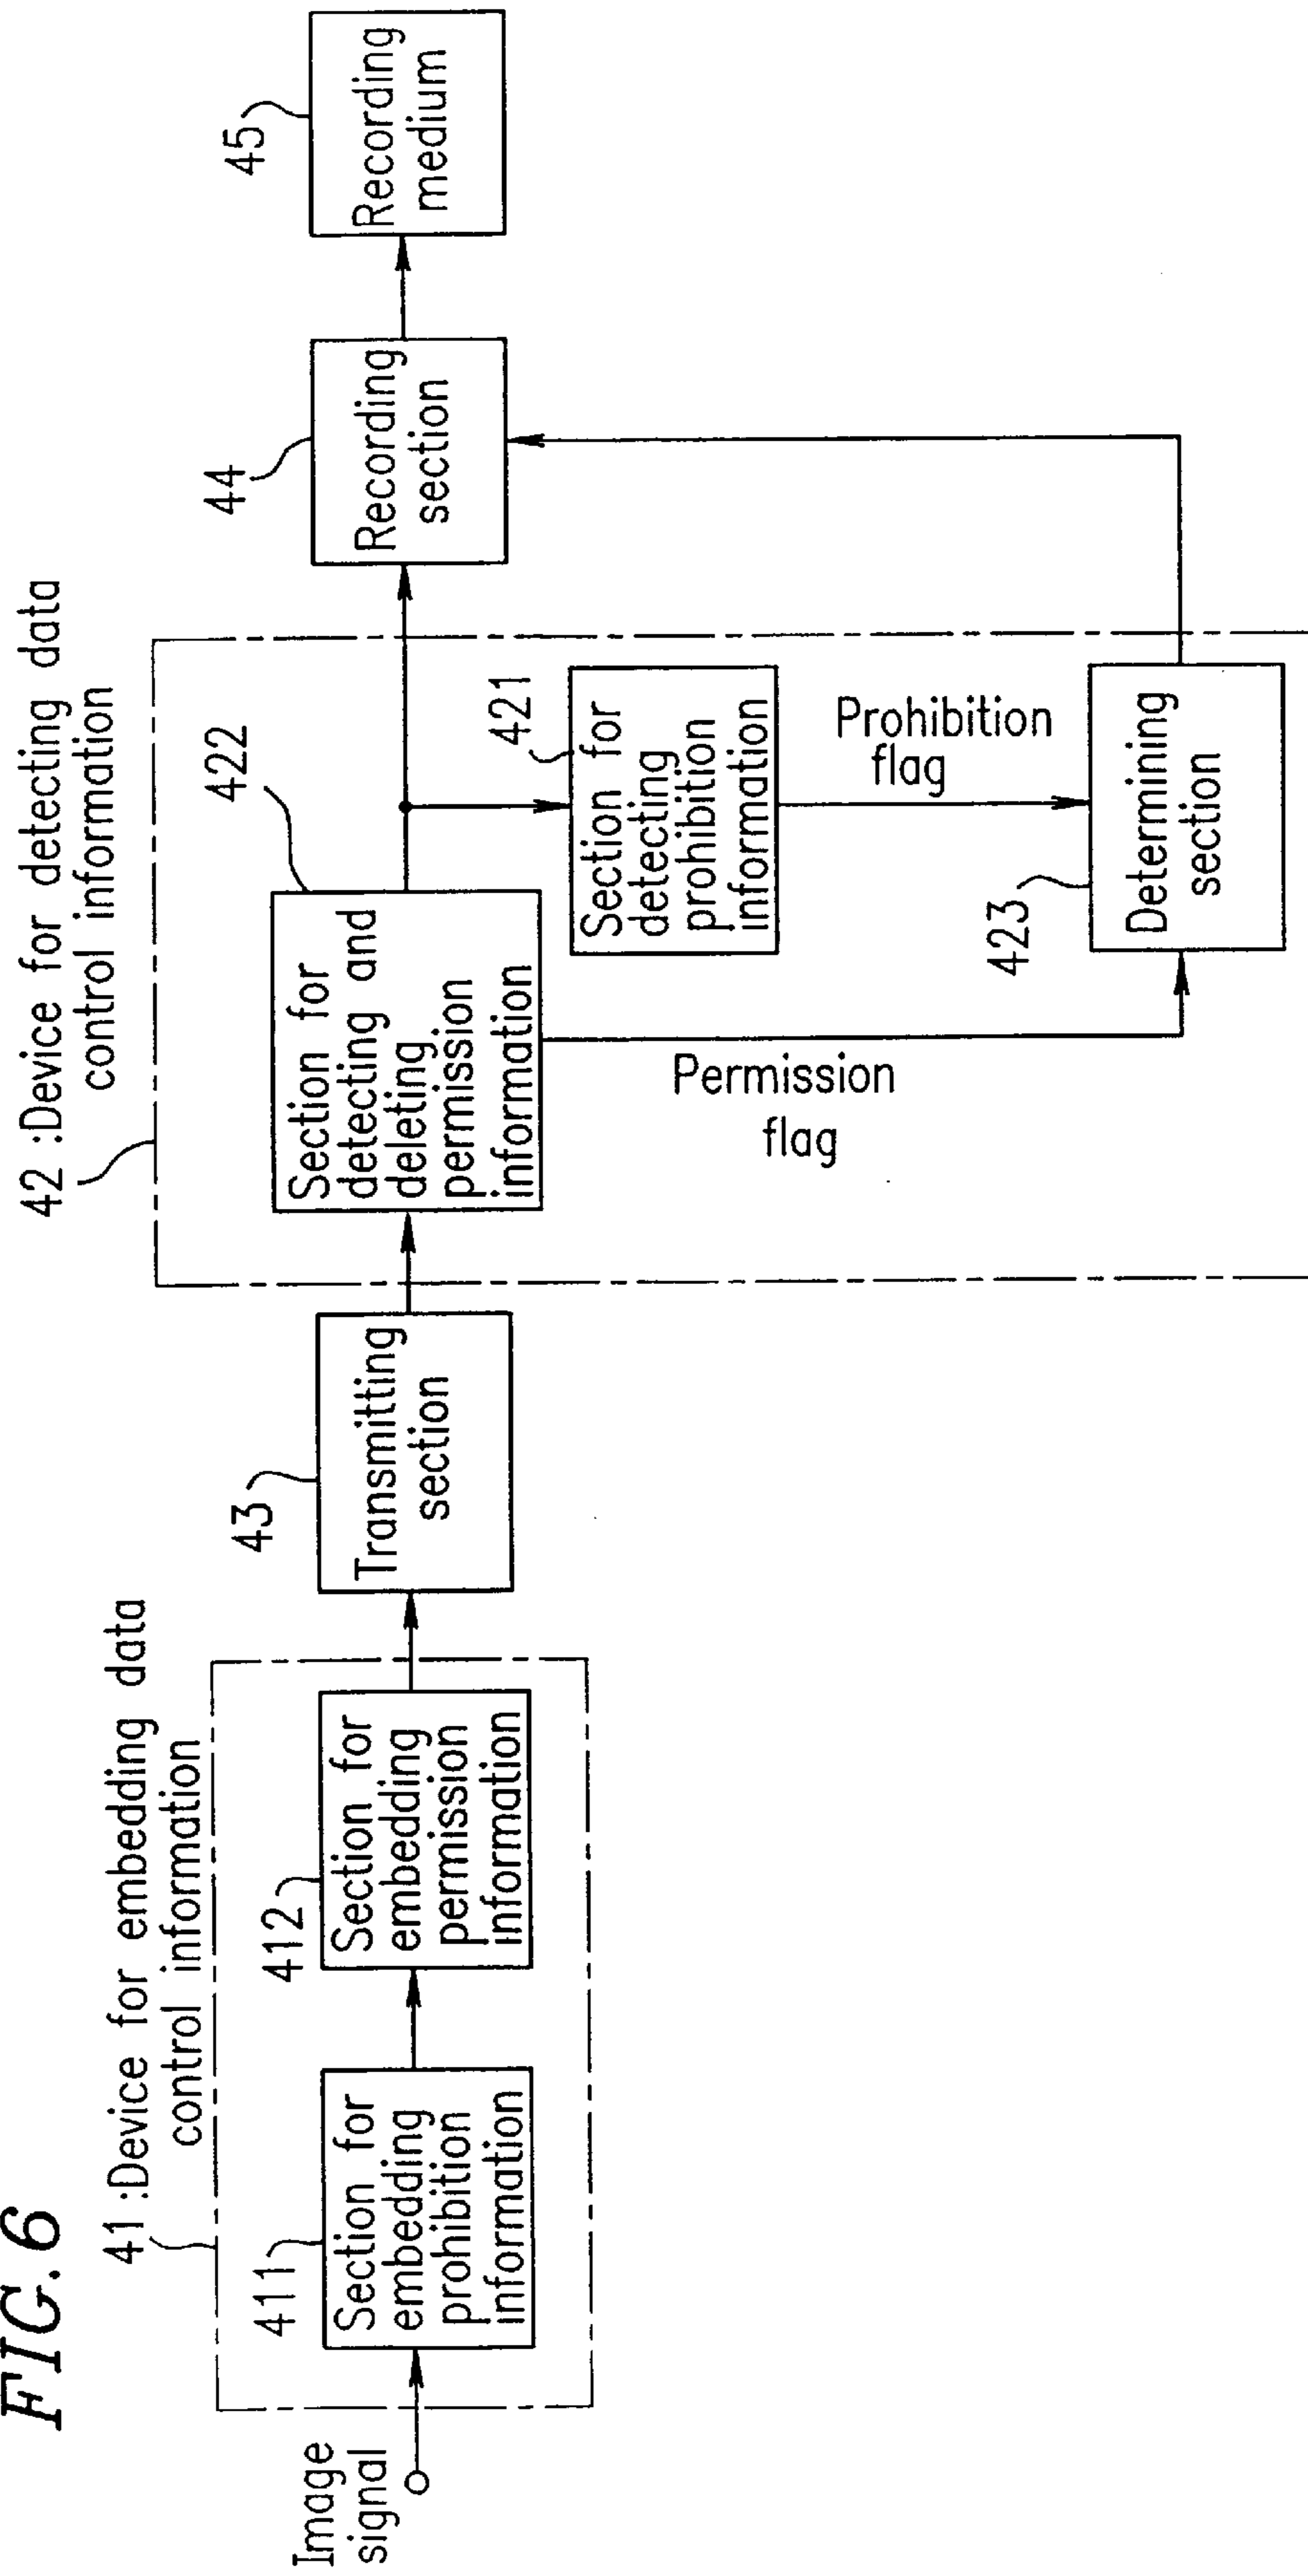 FIG. 6
41 :Device for embedding data
control information
Image
signal
411
Section for
embedding
prohibition
information
412
Section for
embedding
permission
information
43
Transmitting
section
42 :Device for detecting data
control information
422
Section for
detecting and
deleting
permission
information
421
Section for
detecting
prohibition
information
Prohibition
flag
Permission
flag
423
Determining
section
44
Recording
section
45
Recording
medium